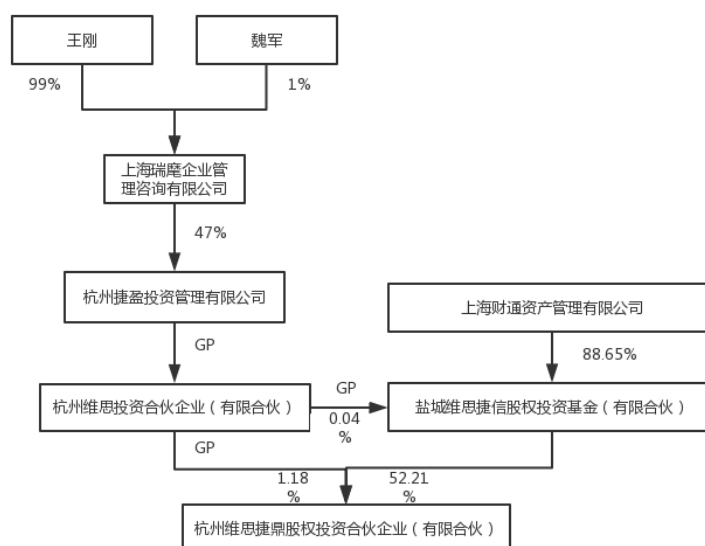 王刚
魏军
99%
1%
上海瑞麾企业管
理咨询有限公司
47%
杭州捷盈投资管理有限公司
上海财通资产管理有限公司
GP
88.65%
杭州维思投资合伙企业（有限合伙）
GP
0.04
%
盐城维思捷信股权投资基金（有限合伙）
GP
1.18
%
52.21
%
杭州维思捷鼎股权投资合伙企业（有限合伙）